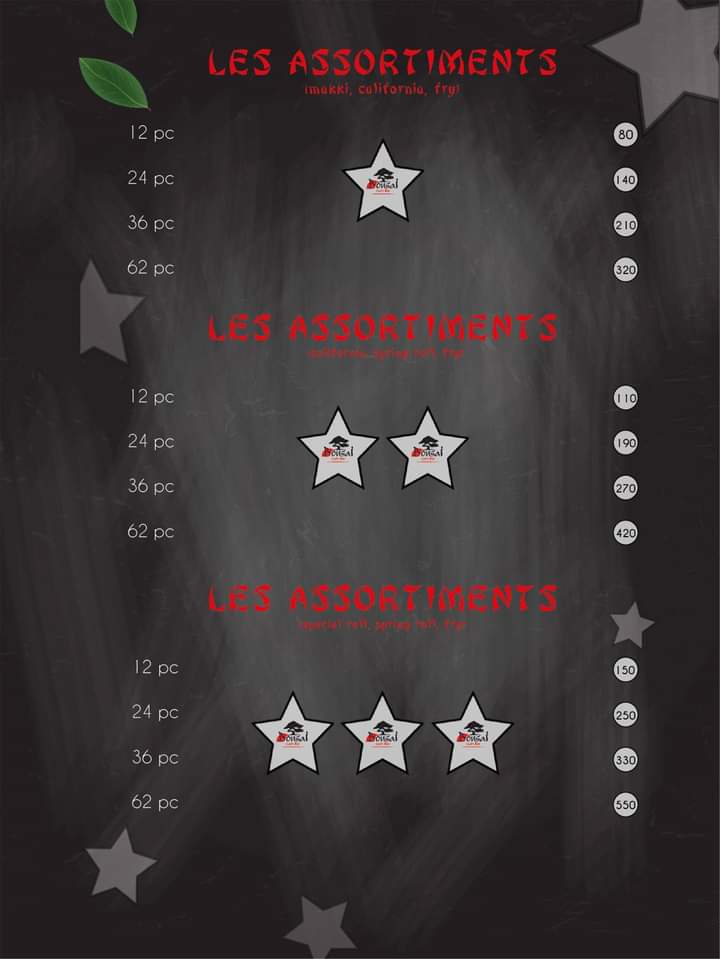 LES ASSORTIMENTS
(makki, california, fry)
12 pc 80
Bonsai
24 pc 140
36 pc 210
62 pc 320
LES ASSORTIMENTS
california, spring roll, fry
12 pc 110
24 pc 190
Bonsai Bonsai
36 pc 270
62 pc 420
LES ASSORTIMENTS
special roll, spring roll, fry
12 pc 150
24 pc 250
Bonsai Bonsai Bonsai
36 pc 330
62 pc 550